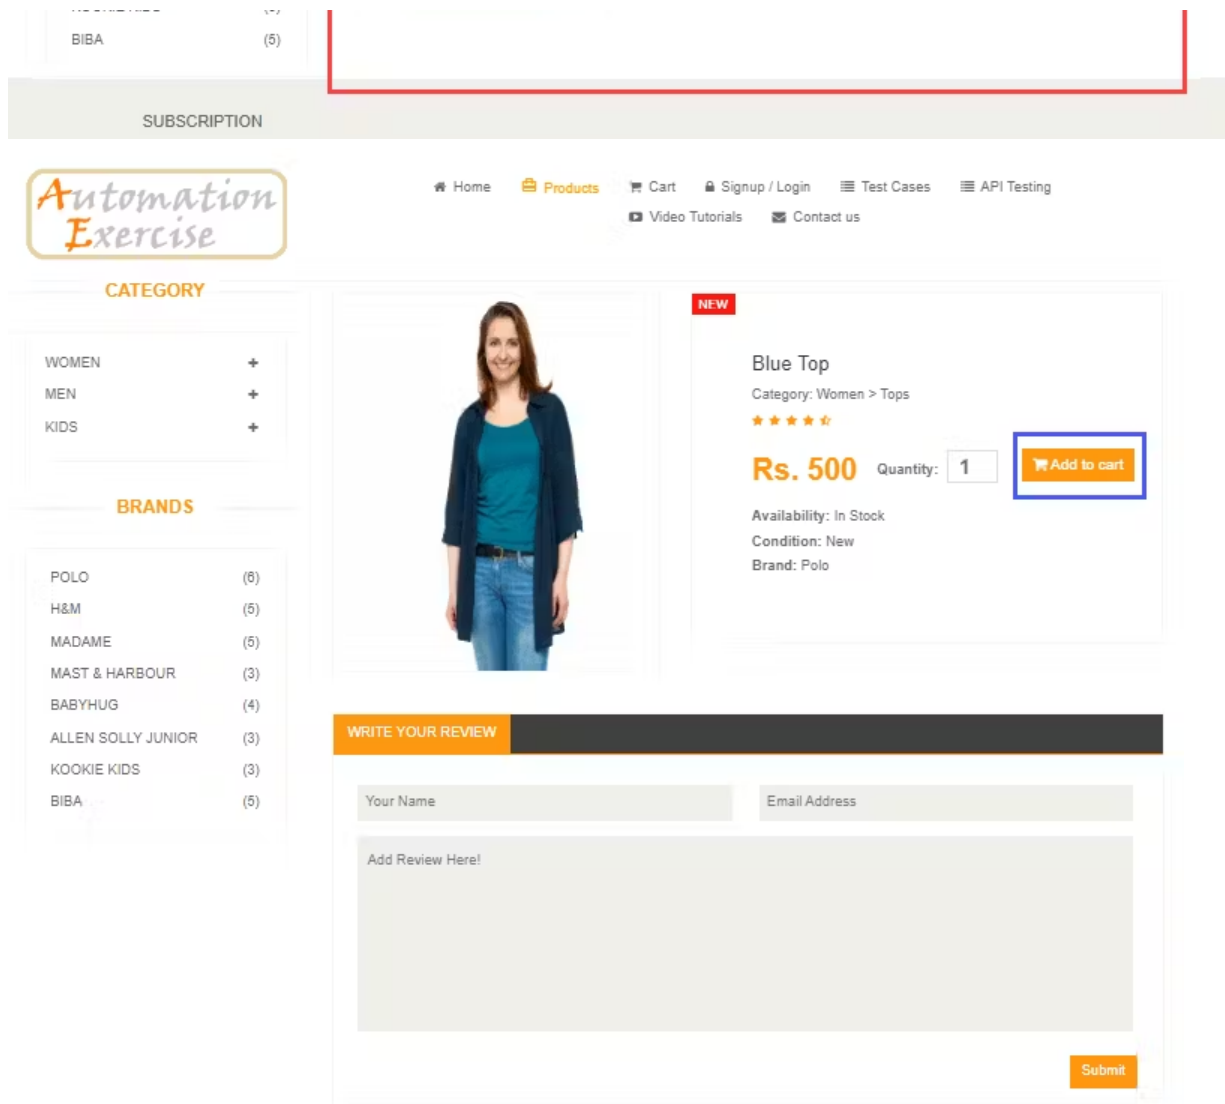 BIBA (5)
SUBSCRIPTION
Automation
Exercise
Home Products Cart Signup / Login Test Cases API Testing
Video Tutorials Contact us
CATEGORY
WOMEN
MEN
KIDS
BRANDS
POLO (6)
H&M (5)
MADAME (5)
MAST & HARBOUR (3)
BABYHUG (4)
ALLEN SOLLY JUNIOR (3)
KOOKIE KIDS (3)
BIBA (5)
NEW
Blue Top
Category: Women > Tops
Rs. 500 Quantity: 1 Add to cart
Availability: In Stock
Condition: New
Brand: Polo
WRITE YOUR REVIEW
Your Name Email Address
Add Review Here!
Submit